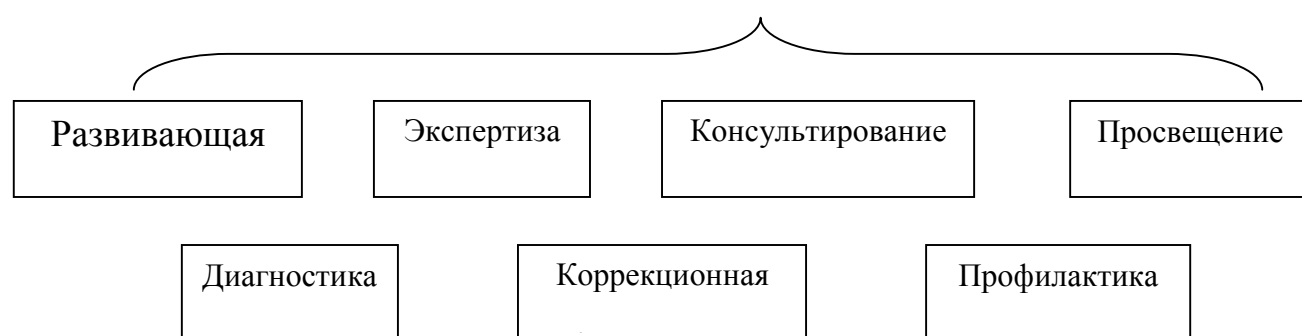 Развивающая
Экспертиза
Консультирование
Просвещение
Диагностика
Коррекционная
Профилактика